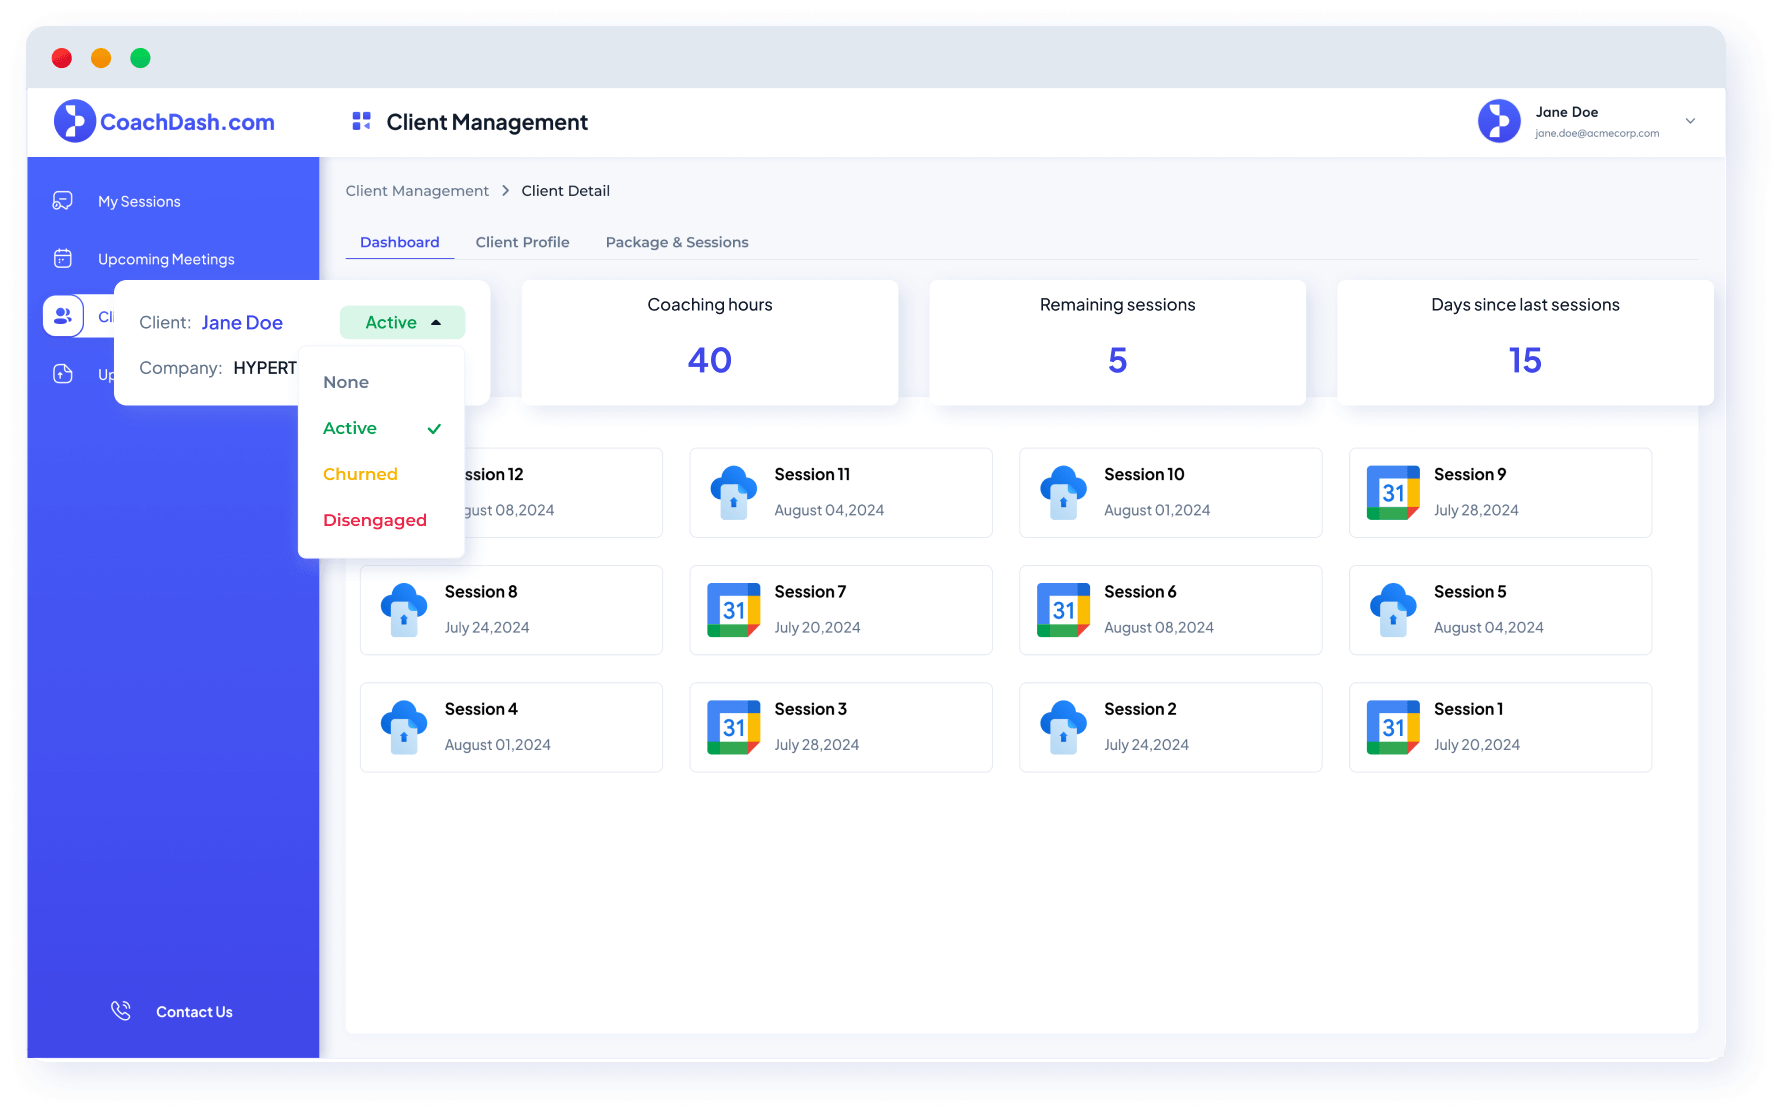 CoachDash.com
Client Management
Jane Doe
jane.doe@acmecorp.com
My Sessions
Upcoming Meetings
Contact Us
Client Management > Client Detail
Dashboard
Client Profile
Package & Sessions
Client: Jane Doe
Active
Company: HYPERT
None
Active
Churned
Disengaged
Coaching hours
40
Remaining sessions
5
Days since last sessions
15
12
08,2024
Session 11
August 04,2024
Session 10
August 01,2024
31
Session 9
July 28,2024
Session 8
July 24,2024
31
Session 7
July 20,2024
31
Session 6
August 08,2024
Session 5
August 04,2024
Session 4
August 01,2024
31
Session 3
July 28,2024
Session 2
July 24,2024
31
Session 1
July 20,2024